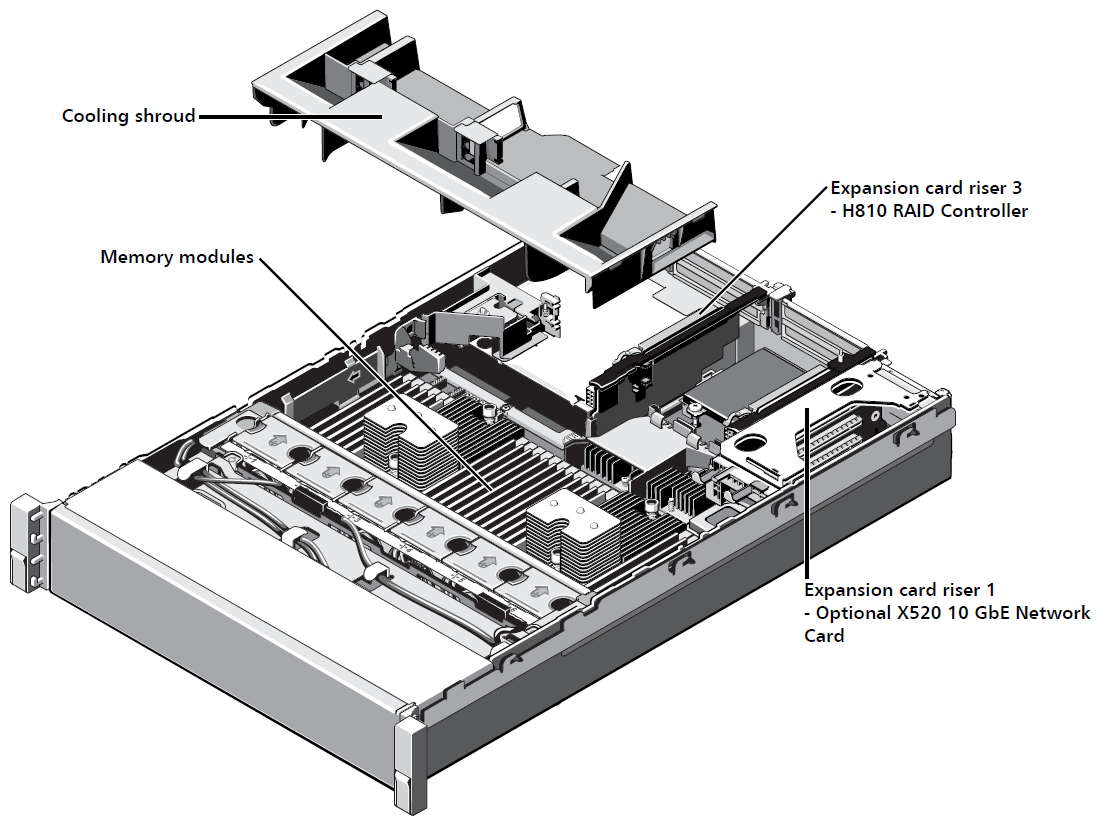 Cooling shroud
Expansion card riser 3
- H810 RAID Controller
Memory modules
Expansion card riser 1
- Optional X520 10 GbE Network
Card